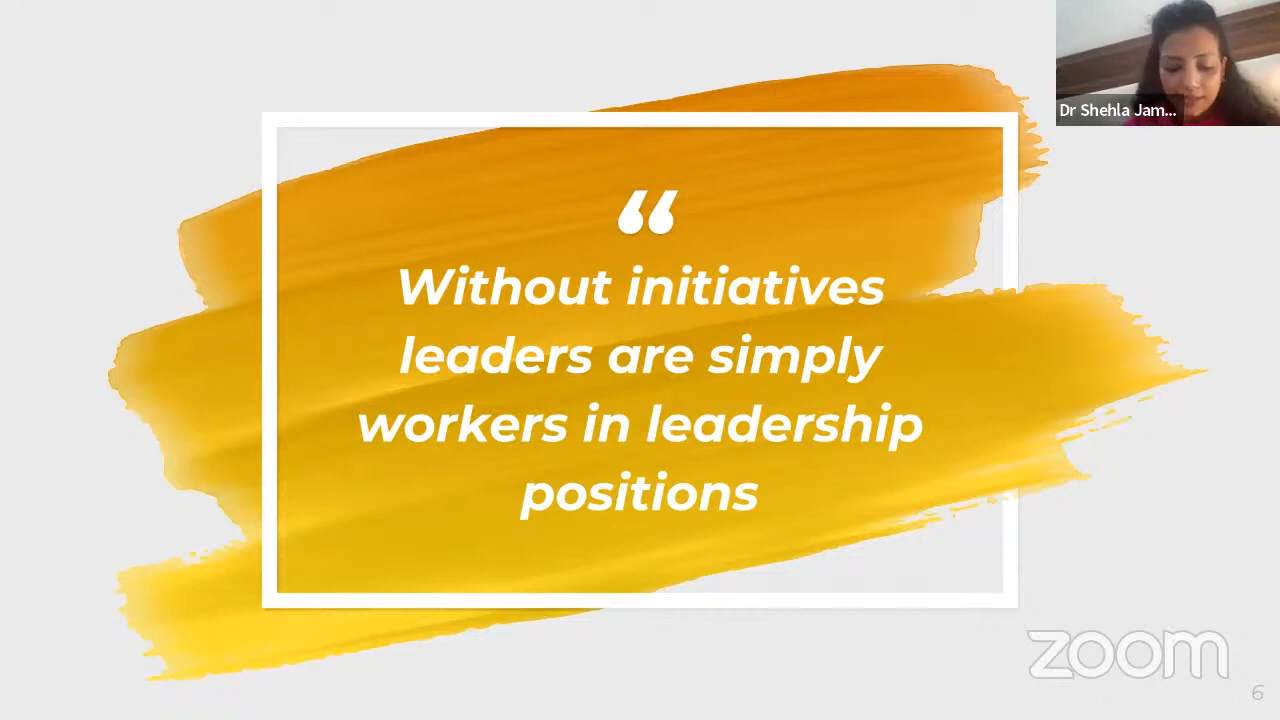 Dr Shehla Jam...
“
Without initiatives
leaders are simply
workers in leadership
positions
zoom
6